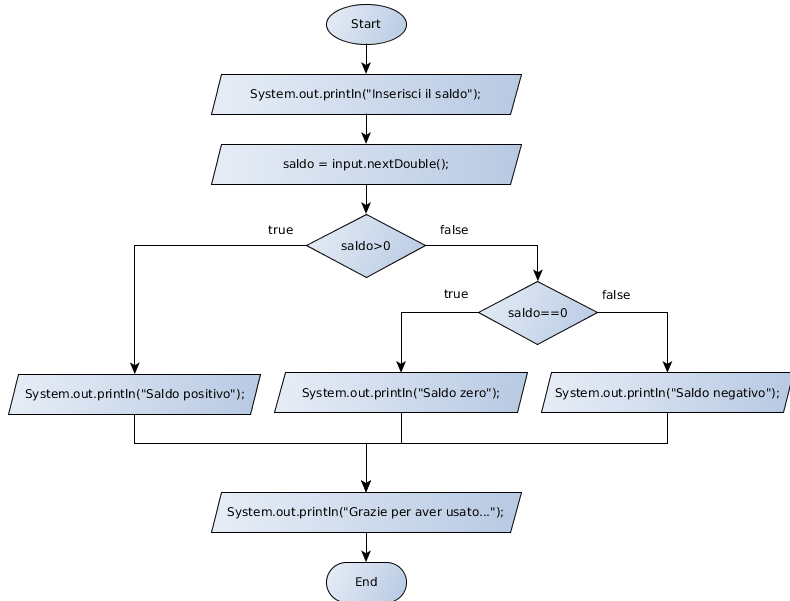 Start
System.out.println("Inserisci il saldo");
saldo = input.nextDouble();
true
false
saldo>0
true
false
saldo==0
System.out.println("Saldo positivo");
System.out.println("Saldo zero");
System.out.println("Saldo negativo");
System.out.println("Grazie per aver usato...");
End